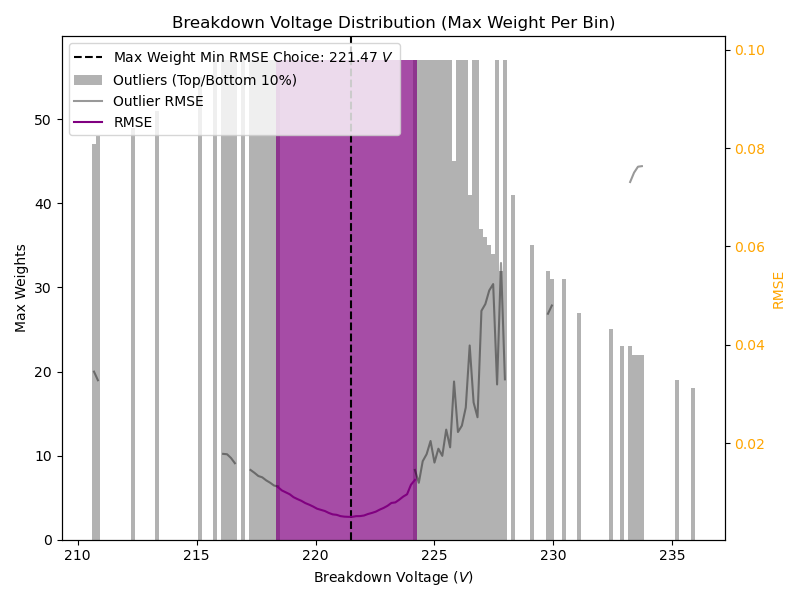 Breakdown Voltage Distribution (Max Weight Per Bin)
Max Weight Min RMSE Choice: 221.47 V
Outliers (Top/Bottom 10%)
Outlier RMSE
RMSE
Max Weights
0
10
20
30
40
50
210
215
220
225
230
235
Breakdown Voltage (V)
0.10
0.08
0.06
0.04
0.02
RMSE